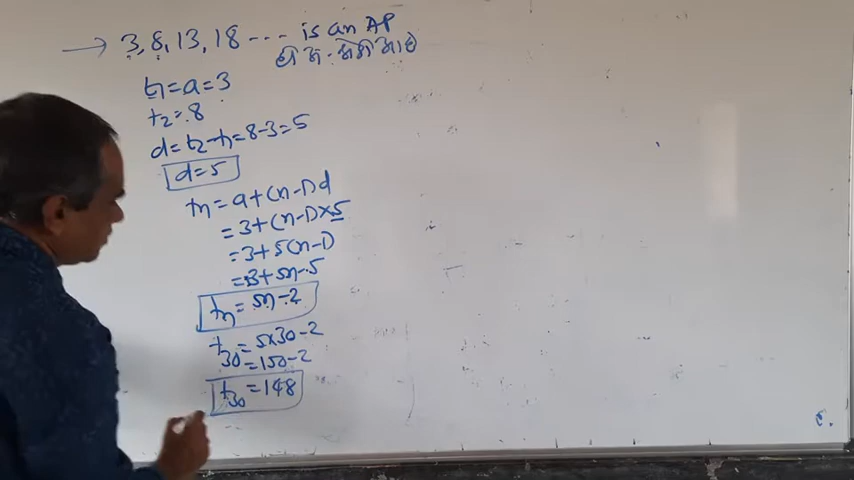 → 3, 8, 13, 18 --- is an AP
t₁ = a = 3
t₂ = 8
d = t₂ - t₁ = 8 - 3 = 5
d = 5
tn = a + (n-1)d
= 3 + (n-1) × 5
= 3 + 5(n-1)
= 3 + 5n - 5
tn = 5n - 2
t30 = 5×30 - 2
= 150 - 2
t30 = 148